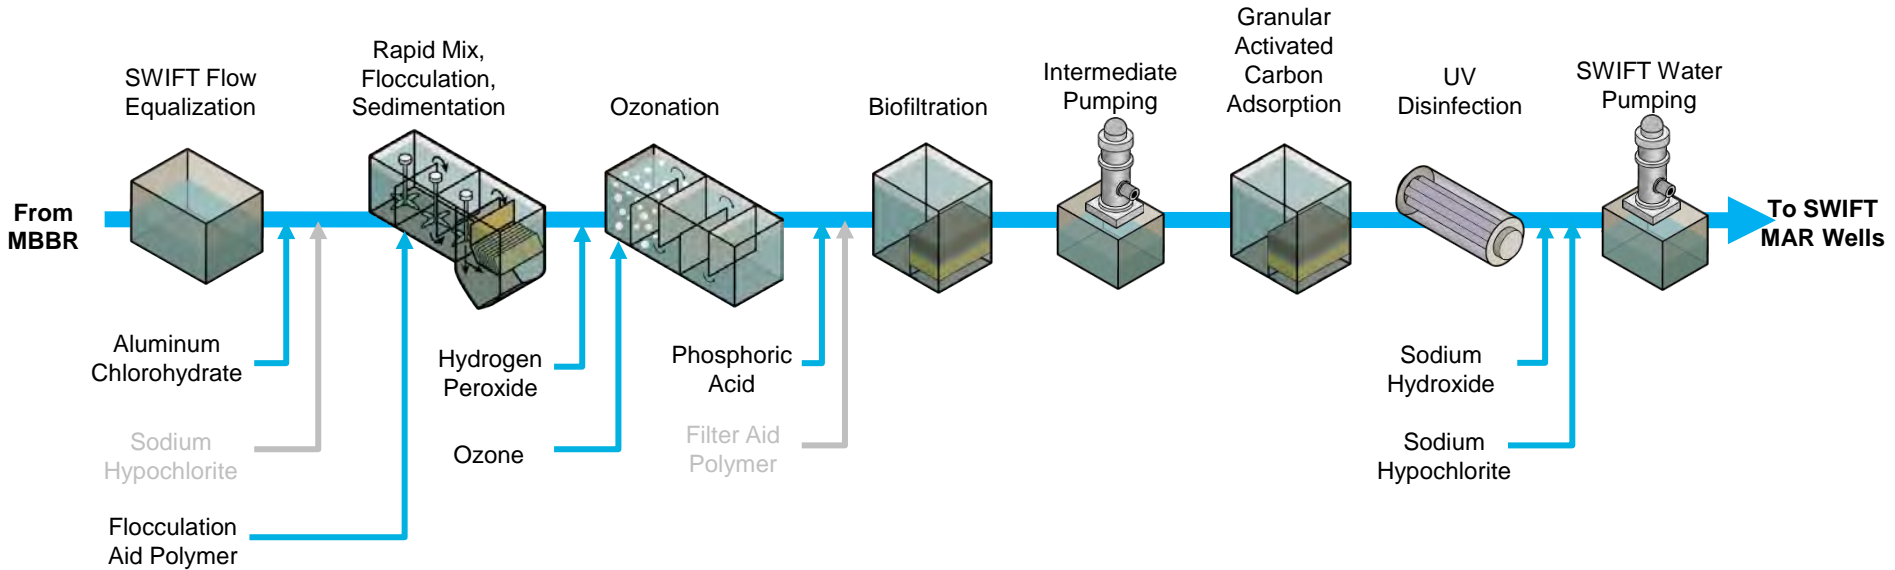 SWIFT Flow
Equalization
Rapid Mix,
Flocculation,
Sedimentation
Ozonation
Biofiltration
Intermediate
Pumping
Granular
Activated
Carbon
Adsorption
UV
Disinfection
SWIFT Water
Pumping
From
MBBR
To SWIFT
MAR Wells
Aluminum
Chlorohydrate
Sodium
Hypochlorite
Flocculation
Aid Polymer
Hydrogen
Peroxide
Ozone
Phosphoric
Acid
Filter Aid
Polymer
Sodium
Hydroxide
Sodium
Hypochlorite